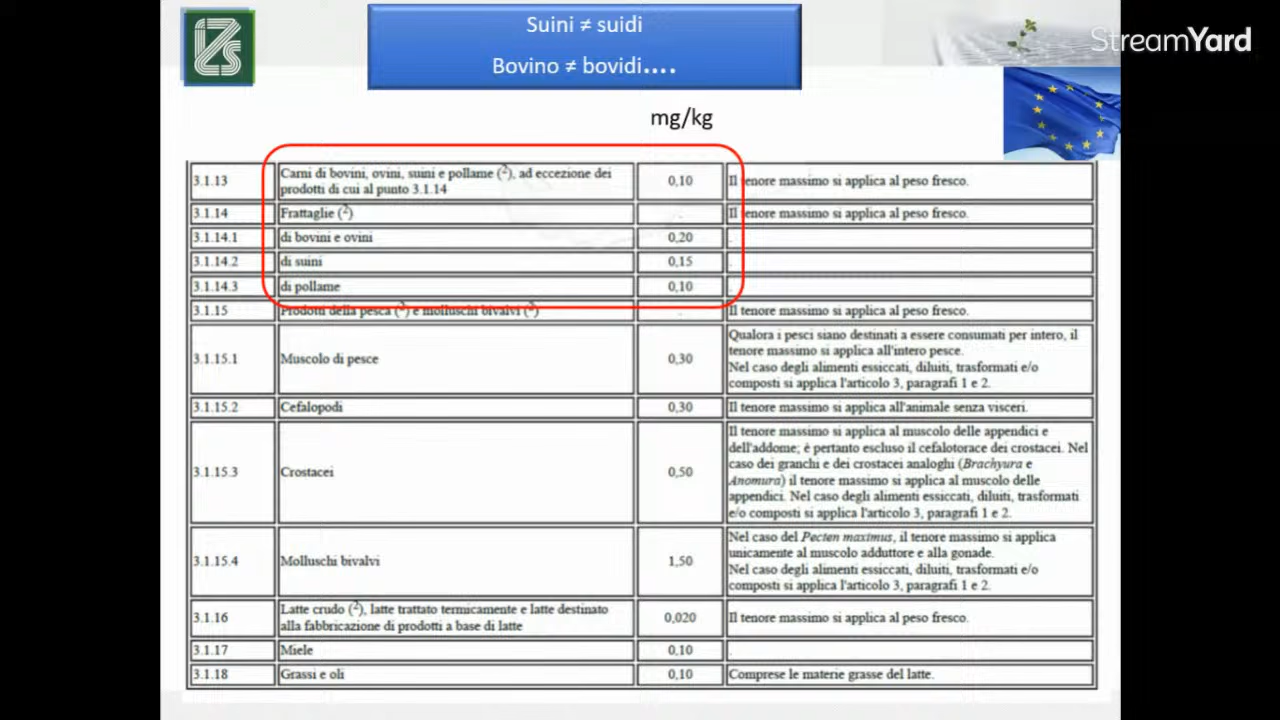 Suini ≠ suidi
Bovino ≠ bovidi....
StreamYard
mg/kg
3.1.13 Carni di bovini, ovini, suini e pollame (²), ad eccezione dei prodotti di cui al punto 3.1.14 0,10 Il tenore massimo si applica al peso fresco.
3.1.14 Frattaglie (²) Il tenore massimo si applica al peso fresco.
3.1.14.1 di bovini e ovini 0,20
3.1.14.2 di suini 0,15
3.1.14.3 di pollame 0,10
3.1.15 Prodotti della pesca (³) e molluschi bivalvi (³) Il tenore massimo si applica al peso fresco.
3.1.15.1 Muscolo di pesce 0,30 Qualora i pesci siano destinati a essere consumati per intero, il tenore massimo si applica all'intero pesce.
Nel caso degli alimenti essiccati, diluiti, trasformati e/o composti si applica l'articolo 3, paragrafi 1 e 2.
3.1.15.2 Cefalopodi 0,30 Il tenore massimo si applica all'animale senza visceri.
3.1.15.3 Crostacei 0,50 Il tenore massimo si applica al muscolo delle appendici e dell'addome; è pertanto escluso il cefalotorace dei crostacei. Nel caso dei granchi e dei crostacei analoghi (Brachyura e Anomura) il tenore massimo si applica al muscolo delle appendici. Nel caso degli alimenti essiccati, diluiti, trasformati e/o composti si applica l'articolo 3, paragrafi 1 e 2.
3.1.15.4 Molluschi bivalvi 1,50 Nel caso del Pecten maximus, il tenore massimo si applica unicamente al muscolo adduttore e alla gonade.
Nel caso degli alimenti essiccati, diluiti, trasformati e/o composti si applica l'articolo 3, paragrafi 1 e 2.
3.1.16 Latte crudo (²), latte trattato termicamente e latte destinato alla fabbricazione di prodotti a base di latte 0,020 Il tenore massimo si applica al peso fresco.
3.1.17 Miele 0,10
3.1.18 Grassi e oli 0,10 Comprese le materie grasse del latte.